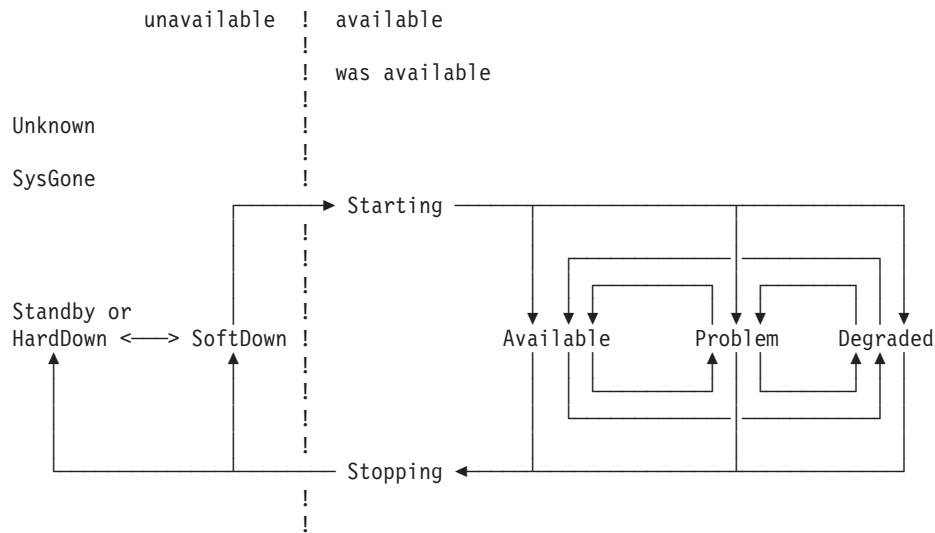 unavailable ! available
!
! was available
!
Unknown !
!
SysGone !
Starting
!
!
!
Standby or !
HardDown <──> SoftDown ! Available Problem Degraded
!
!
!
!
Stopping
!
!